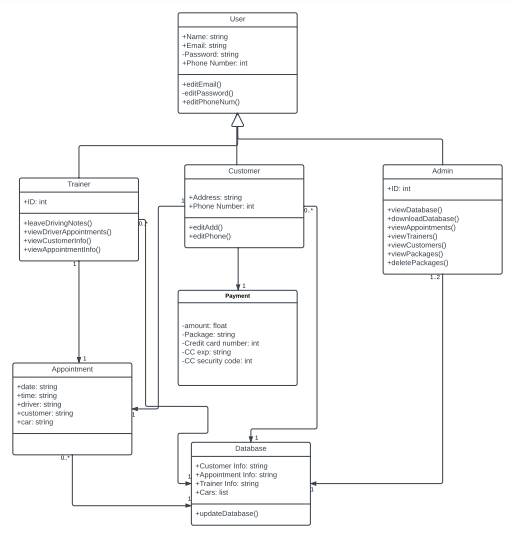 User
+Name: string
+Email: string
-Password: string
+Phone Number: int
+editEmail()
-editPassword()
+editPhoneNum()
Trainer
+ID: int
+leaveDrivingNotes()
+viewDriverAppointments()
+viewCustomerInfo()
+viewAppointmentInfo()
Customer
+Address: string
+Phone Number: int
+editAdd()
+editPhone()
Admin
+ID: int
+viewDatabase()
+downloadDatabase()
+viewAppointments()
+viewTrainers()
+viewCustomers()
+viewPackages()
+deletePackages()
1
0..*
0..*
1
1..2
1
Payment
-amount: float
-Package: string
-Credit card number: int
-CC exp: string
-CC security code: int
1
Appointment
+date: string
+time: string
+driver: string
+customer: string
+car: string
1
0..*
1
Database
+Customer Info: string
+Appointment Info: string
+Trainer Info: string
+Cars: list
+updateDatabase()
1
1
1